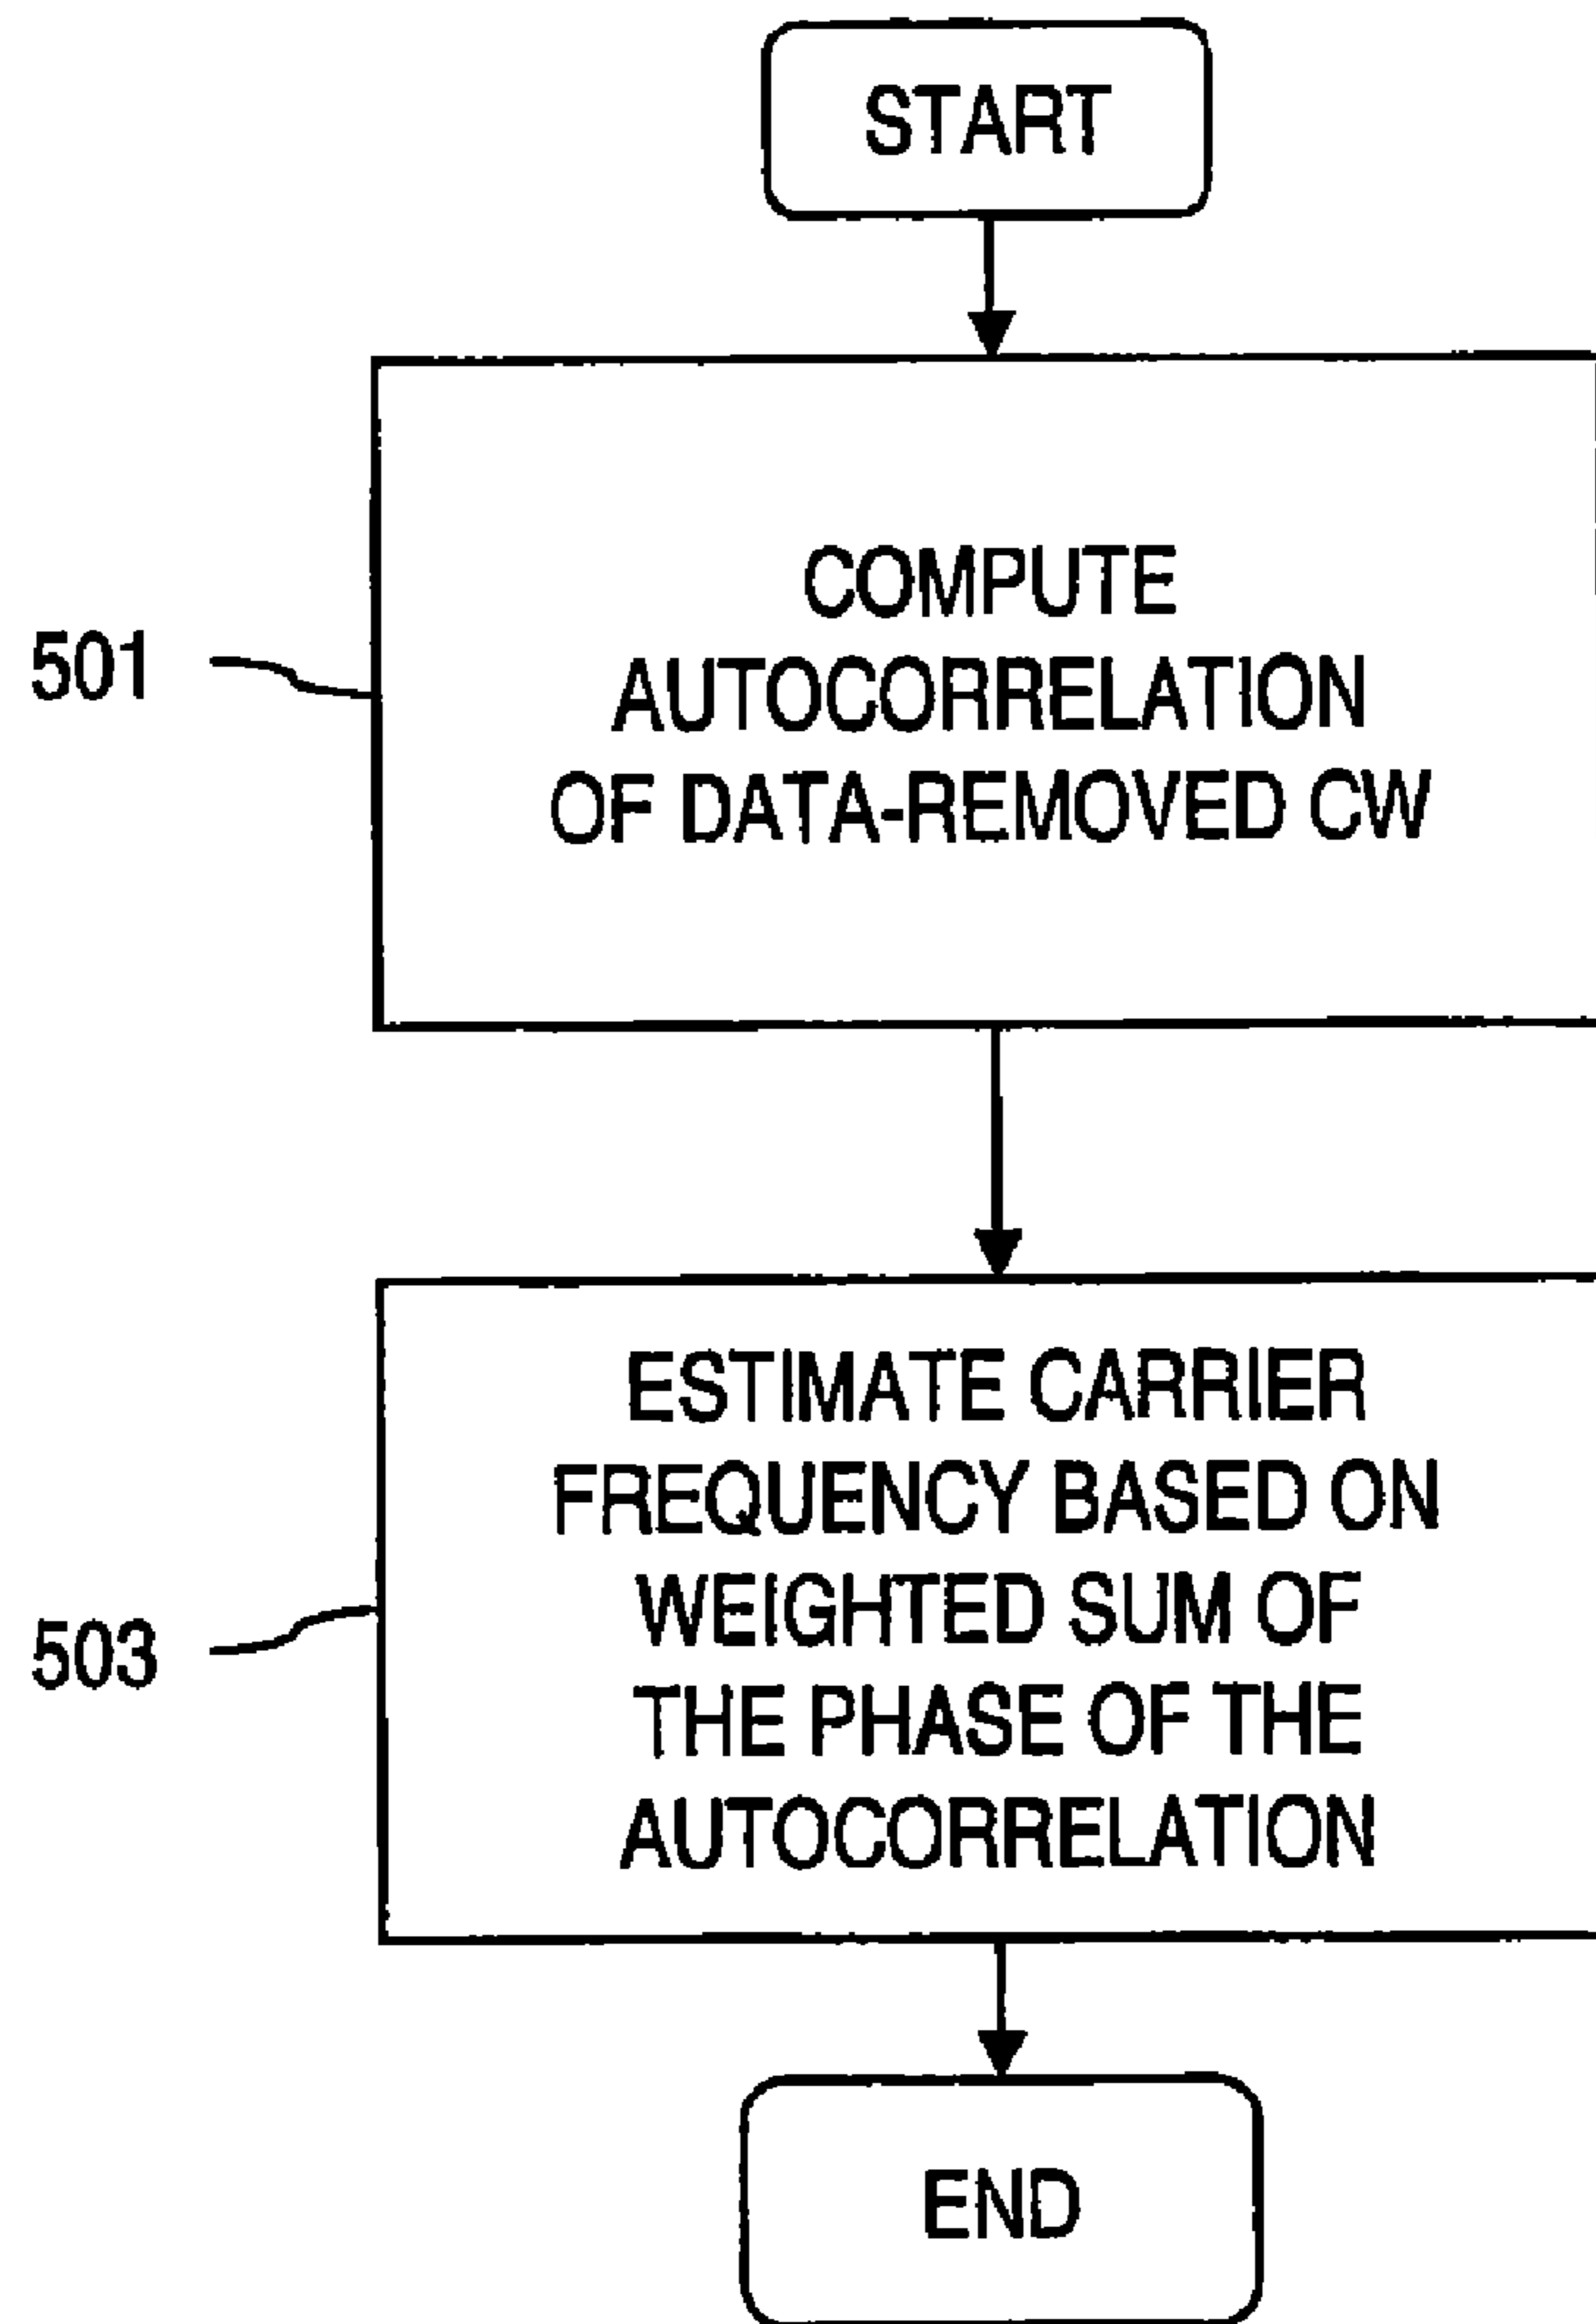 START
501
COMPUTE
AUTOCORRELATION
OF DATA-REMOVED CW
503
ESTIMATE CARRIER
FREQUENCY BASED ON
WEIGHTED SUM OF
THE PHASE OF THE
AUTOCORRELATION
END